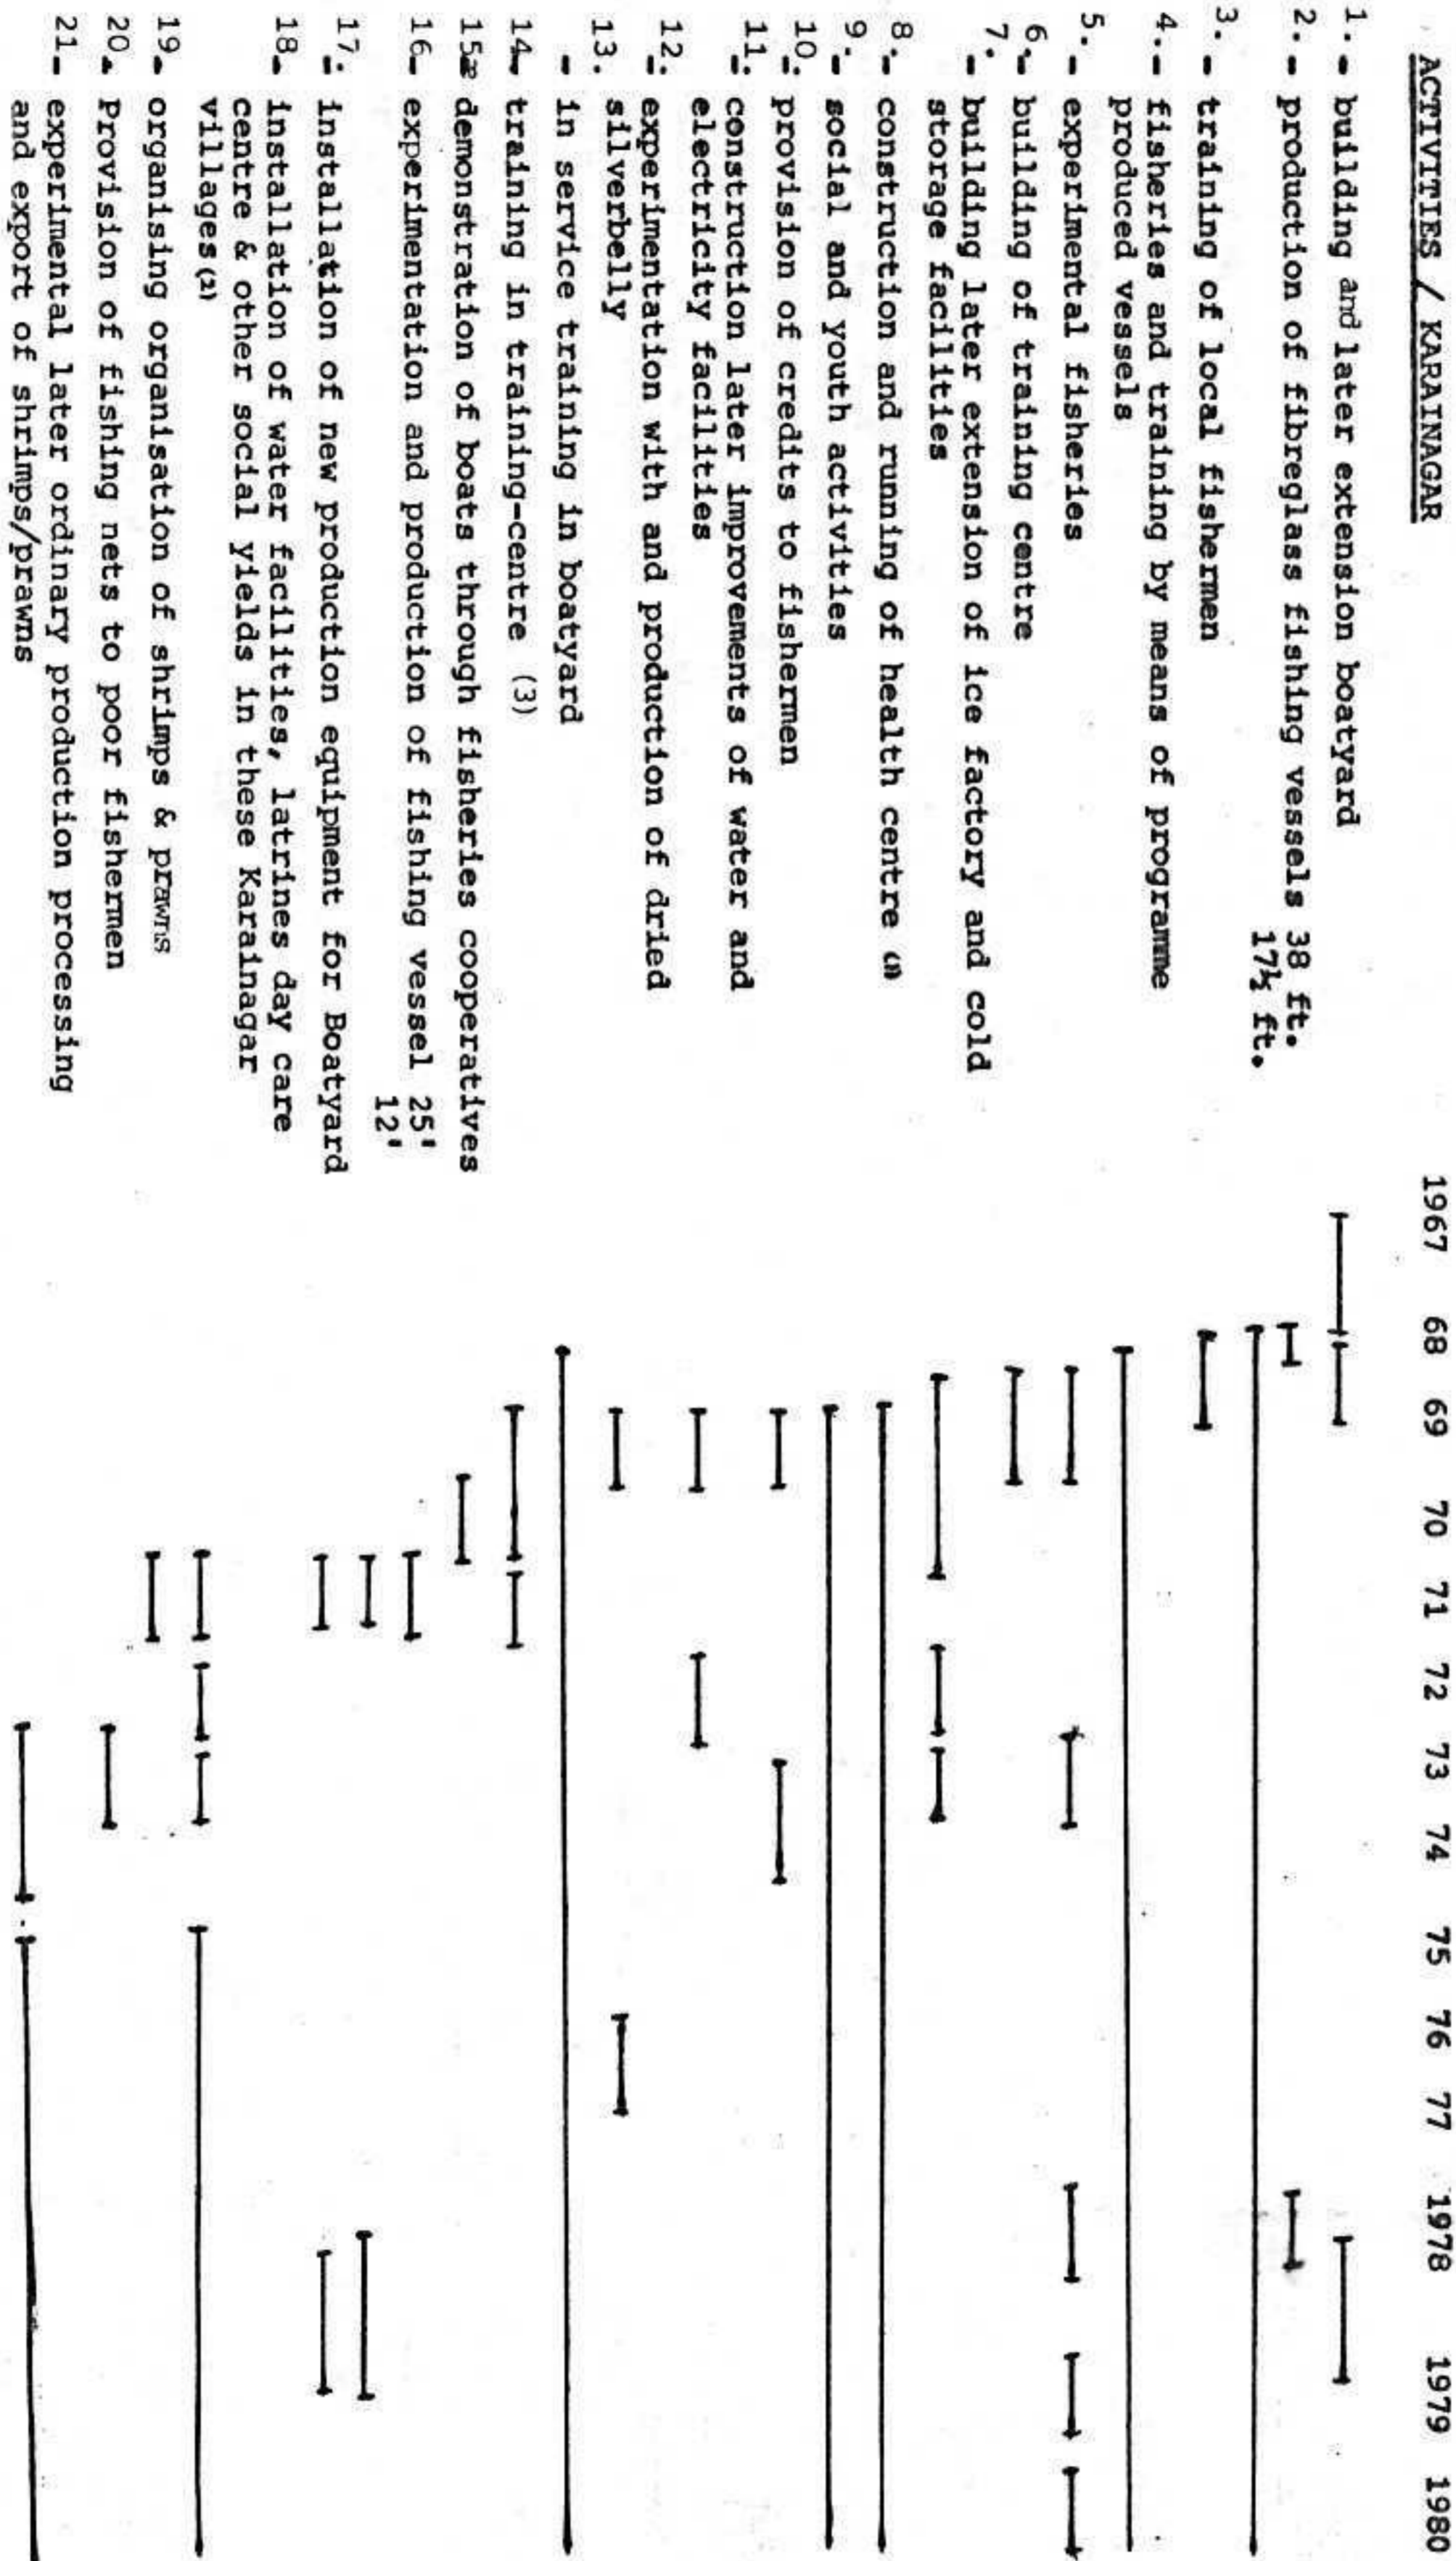 ACTIVITIES / KARAINAGAR
1967 68 69 70 71 72 73 74 75 76 77 1978 1979 1980
1.- building and later extension boatyard
2.- production of fibreglass fishing vessels 38 ft.
17½ ft.
3.- training of local fishermen
4.- fisheries and training by means of programme
produced vessels
5.- experimental fisheries
6.- building of training centre
7.- building later extension of ice factory and cold
storage facilities
8.- construction and running of health centre (1)
9.- social and youth activities
10. provision of credits to fishermen
11. construction later improvements of water and
electricity facilities
12. experimentation with and production of dried
silverbelly
13. - in service training in boatyard
14- training in training-centre (3)
15- demonstration of boats through fisheries cooperatives
16- experimentation and production of fishing vessel 25'
12'
17. installation of new production equipment for Boatyard
18- installation of water facilities, latrines day care
centre & other social yields in these Karainagar
villages (2)
19- organising organisation of shrimps & prawns
20- Provision of fishing nets to poor fishermen
21- experimental later ordinary production processing
and export of shrimps/prawns